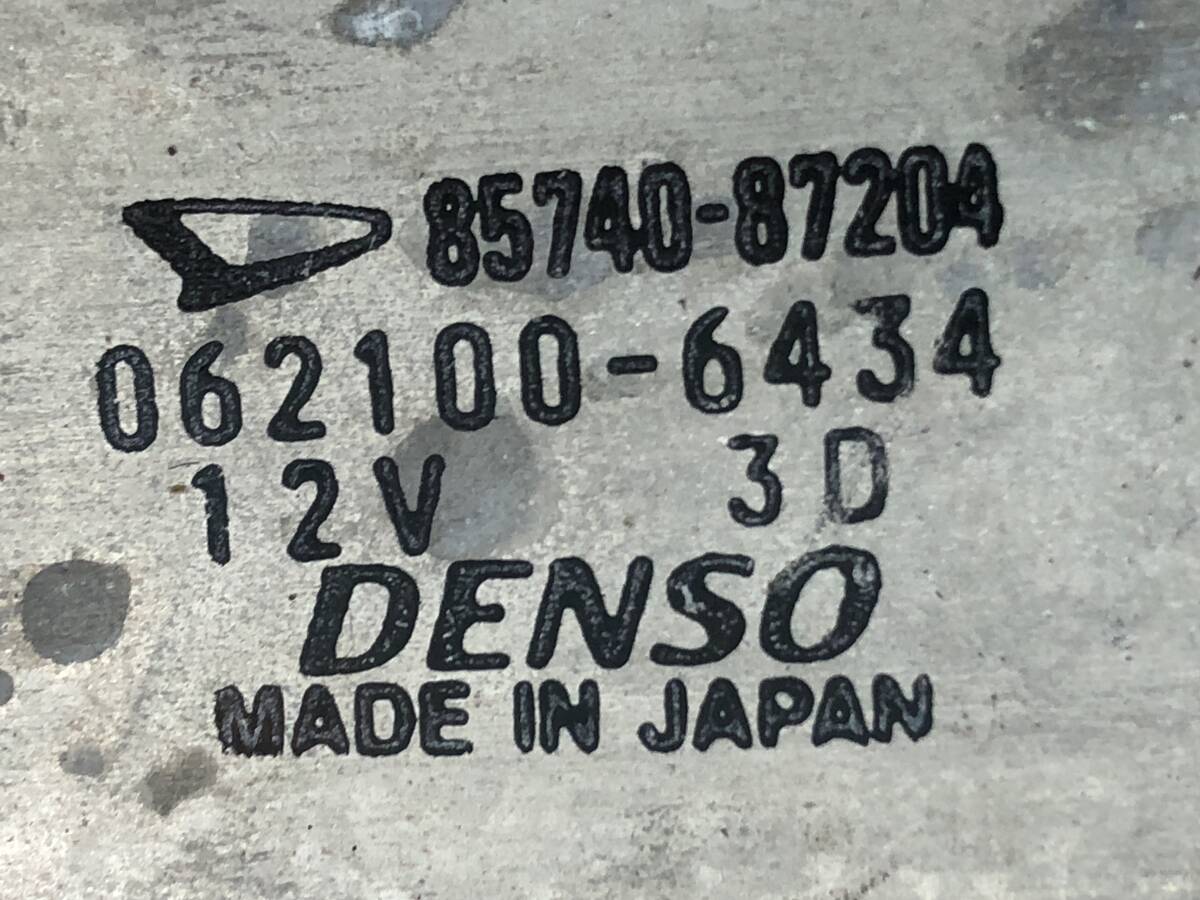 85740-87204
062100-6434
12V 3D
DENSO
MADE IN JAPAN